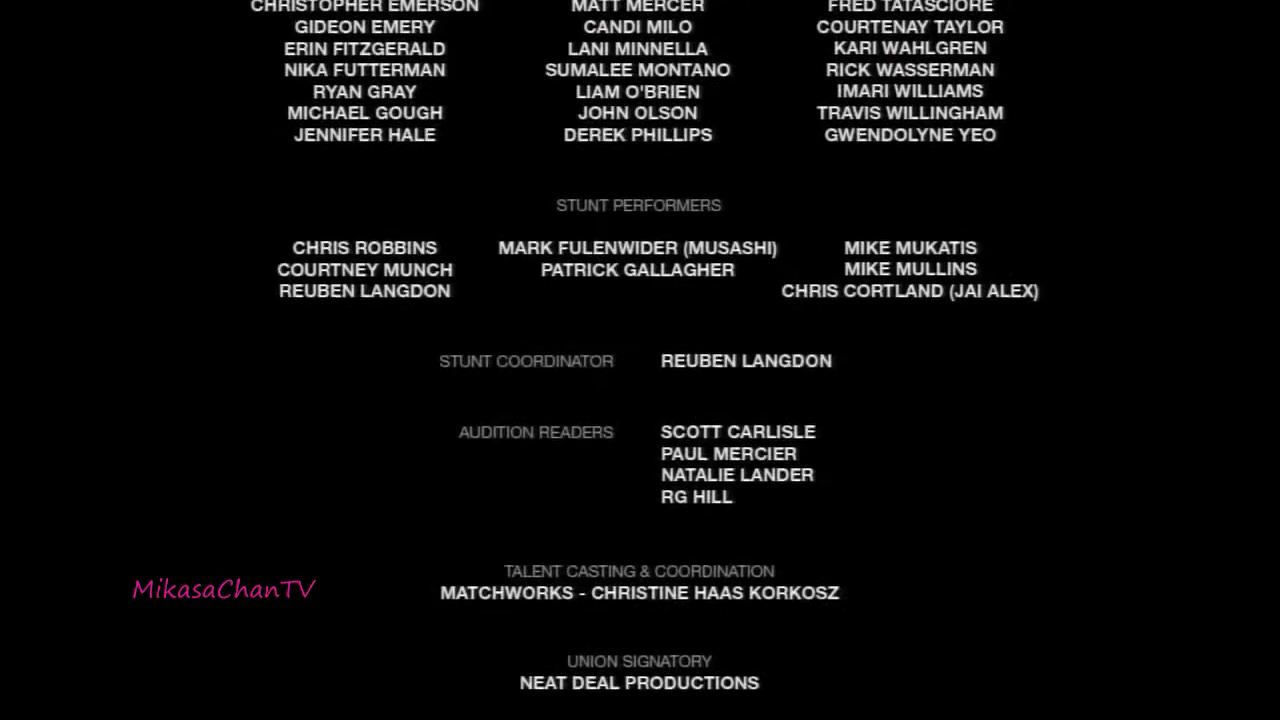 CHRISTOPHER EMERSON MATT MERCER FRED TATASCIORE
GIDEON EMERY CANDI MILO COURTENAY TAYLOR
ERIN FITZGERALD LANI MINNELLA KARI WAHLGREN
NIKA FUTTERMAN SUMALEE MONTANO RICK WASSERMAN
RYAN GRAY LIAM O'BRIEN IMARI WILLIAMS
MICHAEL GOUGH JOHN OLSON TRAVIS WILLINGHAM
JENNIFER HALE DEREK PHILLIPS GWENDOLYNE YEO
STUNT PERFORMERS
CHRIS ROBBINS MARK FULENWIDER (MUSASHI) MIKE MUKATIS
COURTNEY MUNCH PATRICK GALLAGHER MIKE MULLINS
REUBEN LANGDON CHRIS CORTLAND (JAI ALEX)
STUNT COORDINATOR REUBEN LANGDON
AUDITION READERS SCOTT CARLISLE
PAUL MERCIER
NATALIE LANDER
RG HILL
TALENT CASTING & COORDINATION
MikasaChanTV MATCHWORKS - CHRISTINE HAAS KORKOSZ
UNION SIGNATORY
NEAT DEAL PRODUCTIONS